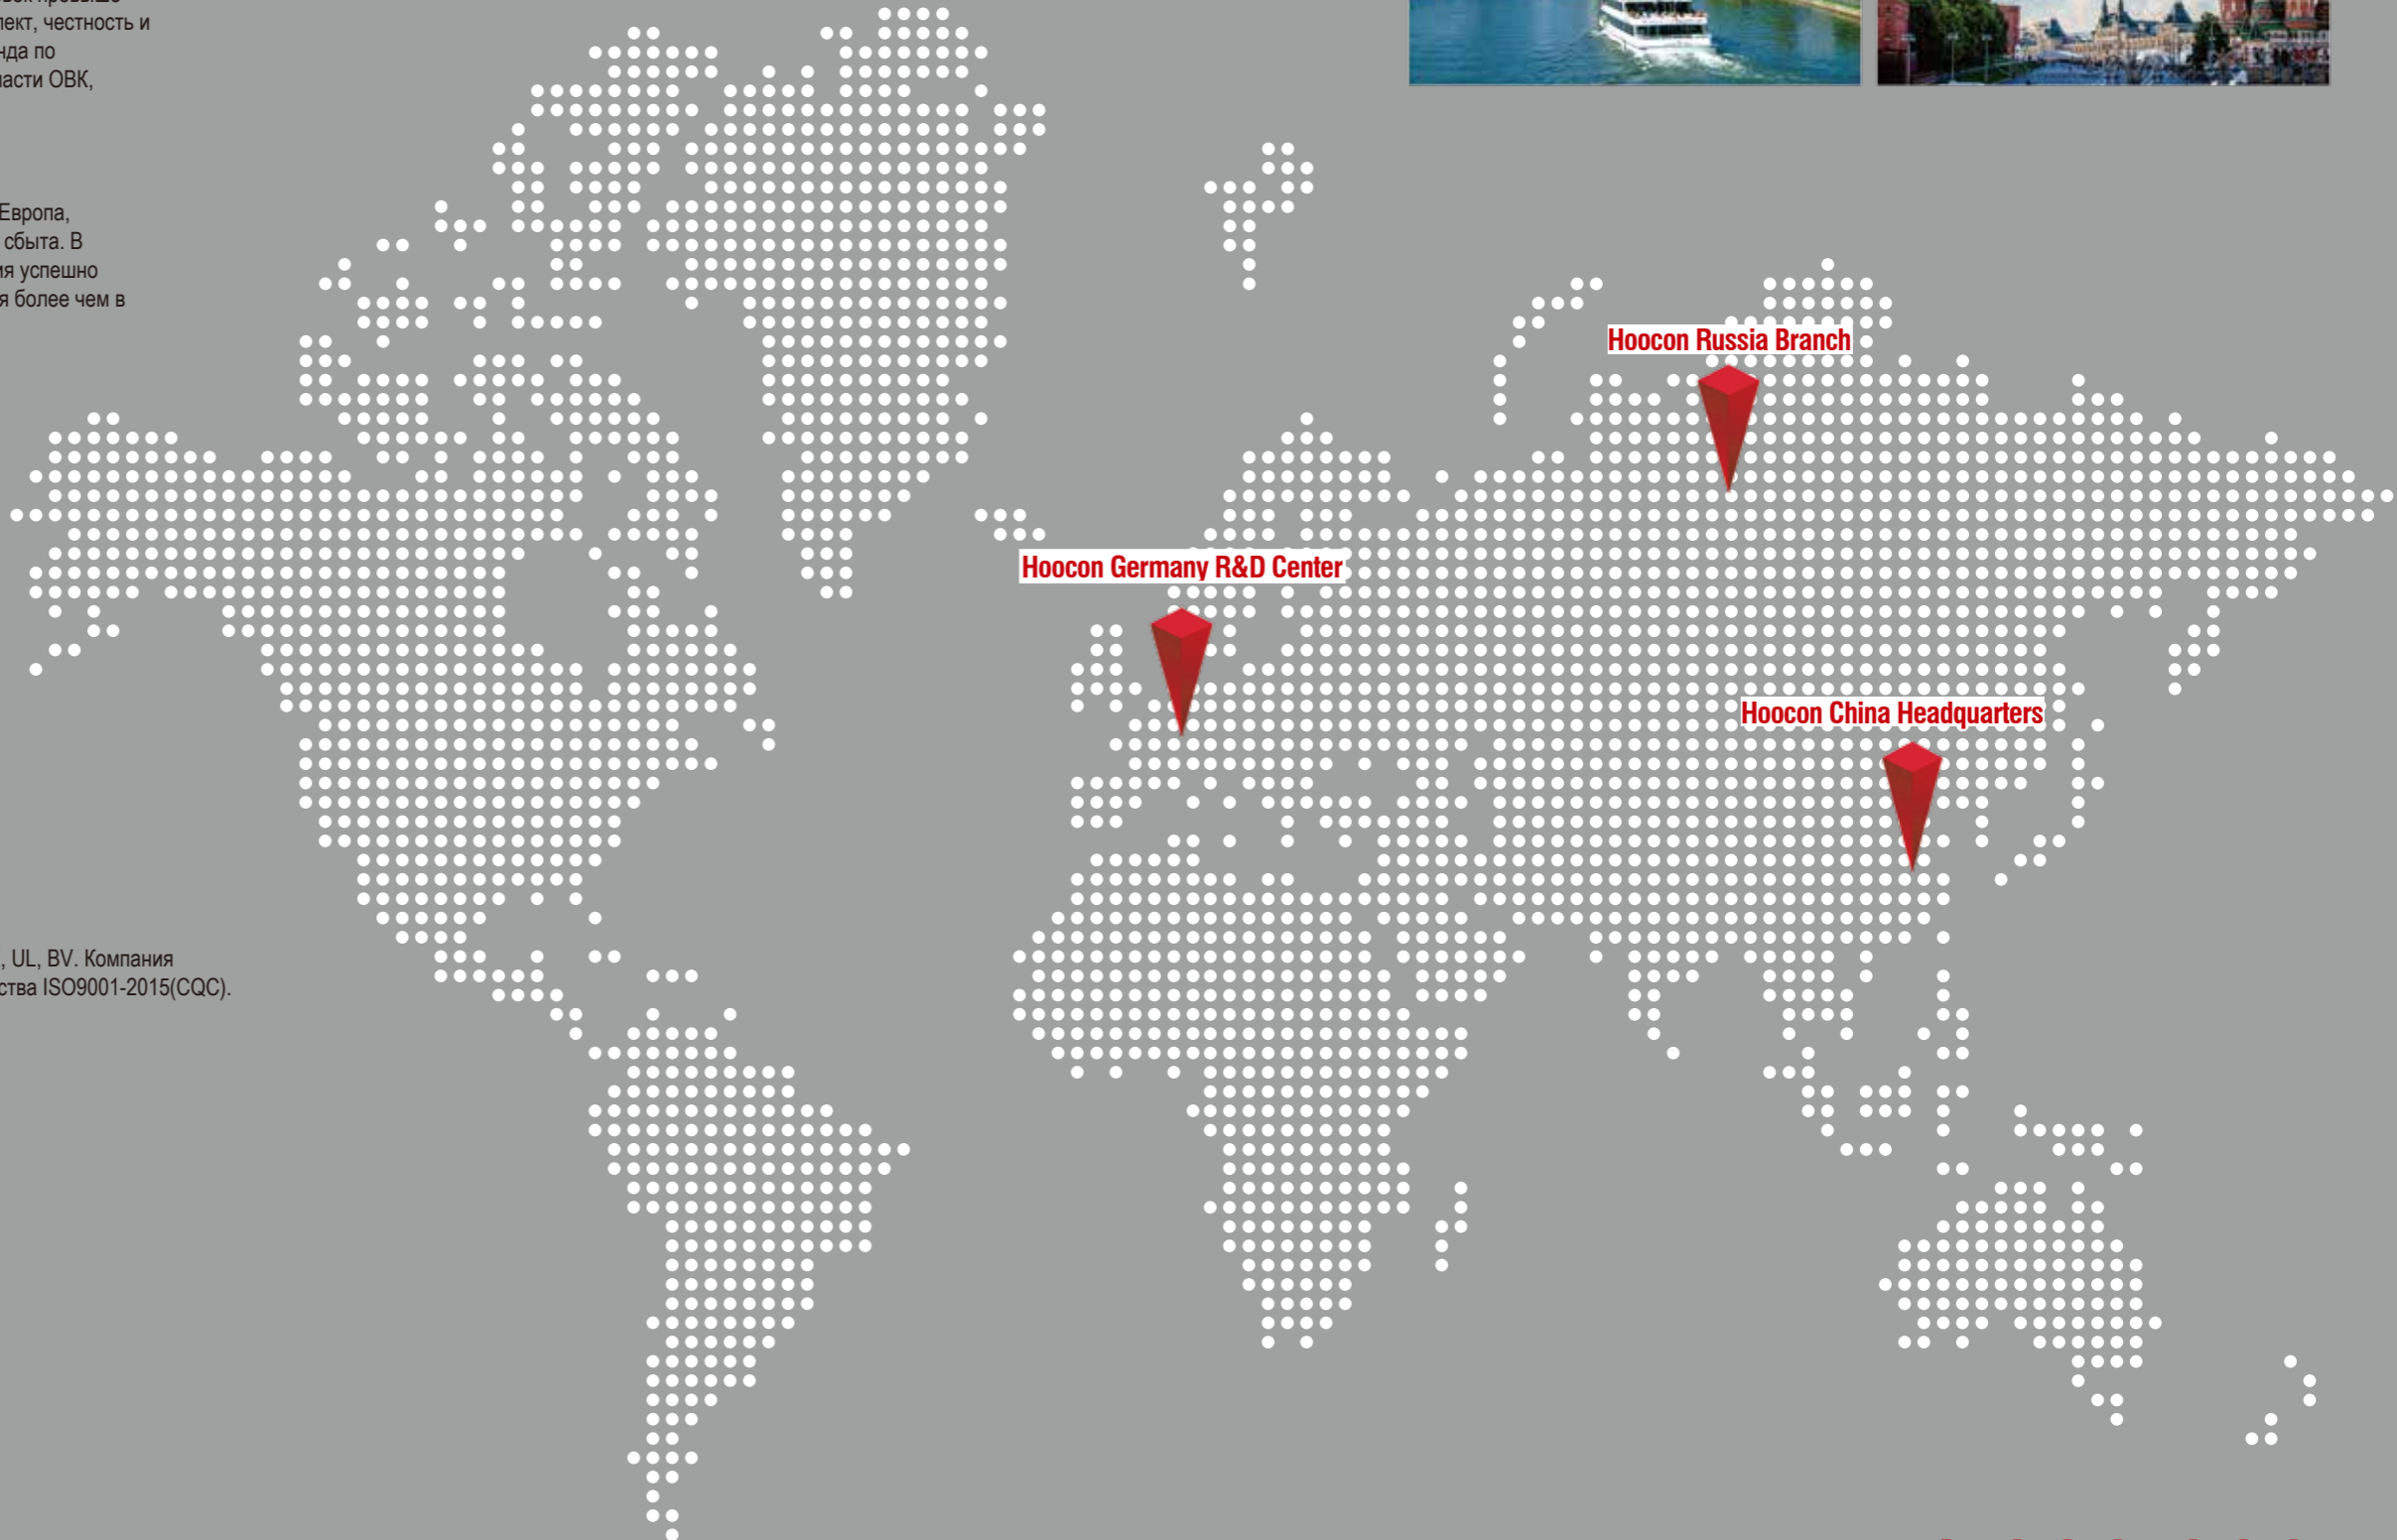 лект, честность и
нда по
ласти ОВК,
Европа,
сбыта. В
ия успешно
я более чем в
Hoocon Russia Branch
Hoocon Germany R&D Center
Hoocon China Headquarters
, UL, BV. Компания
ства ISO9001-2015(CQC).